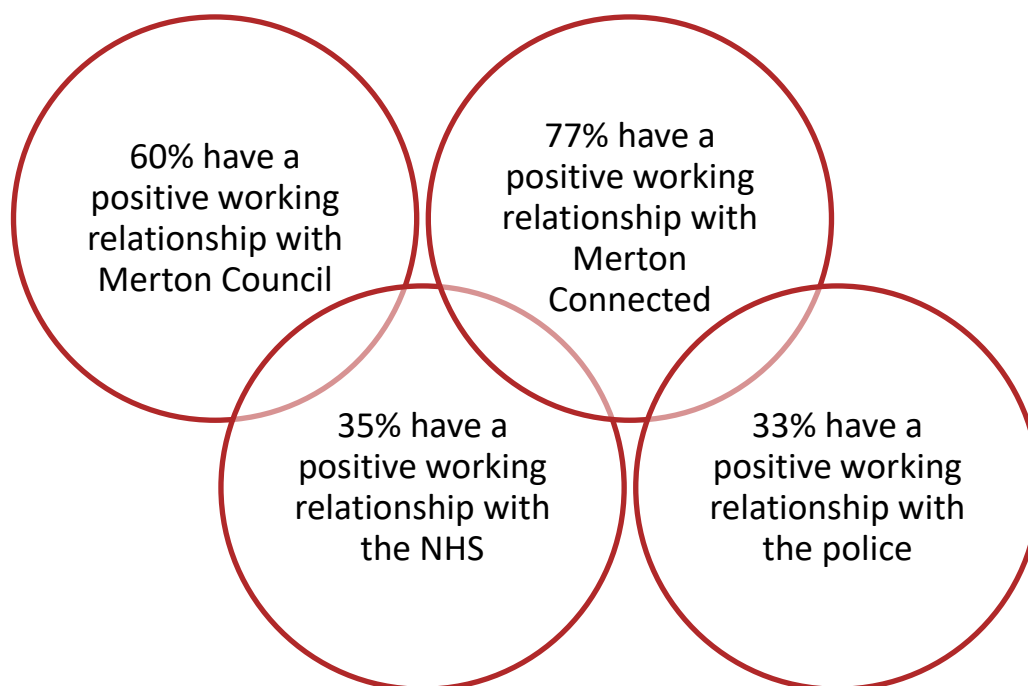 60% have a
positive working
relationship with
Merton Council
77% have a
positive working
relationship with
Merton
Connected
35% have a
positive working
relationship with
the NHS
33% have a
positive working
relationship with
the police